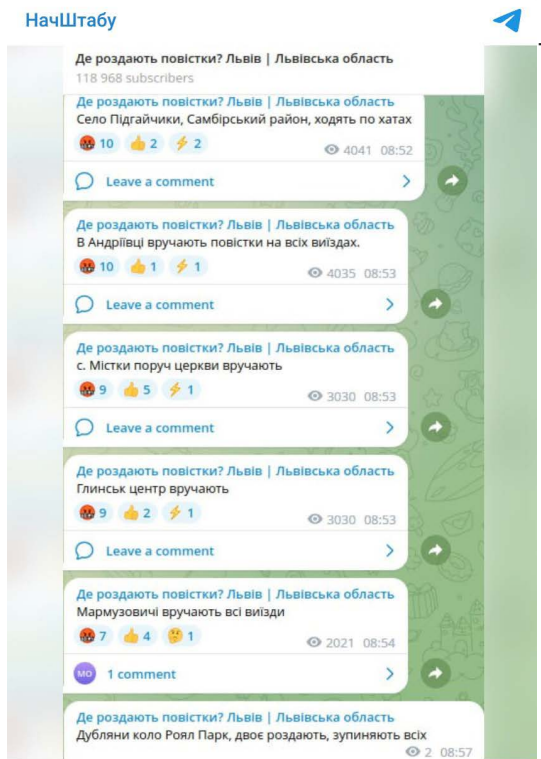 НачШтабу
Де роздають повістки? Львів | Львівська область
118 968 subscribers
Де роздають повістки? Львів | Львівська область
Село Підгайчики, Самбірський район, ходять по хатах
10 2 2 4041 08:52
Leave a comment
Де роздають повістки? Львів | Львівська область
В Андріївці вручають повістки на всіх виїздах.
10 1 1 4035 08:53
Leave a comment
Де роздають повістки? Львів | Львівська область
с. Містки поруч церкви вручають
9 5 1 3030 08:53
Leave a comment
Де роздають повістки? Львів | Львівська область
Глинськ центр вручають
9 2 1 3030 08:53
Leave a comment
Де роздають повістки? Львів | Львівська область
Мармузовичі вручають всі виїзди
7 4 1 2021 08:54
МО 1 comment
Де роздають повістки? Львів | Львівська область
Дубляни коло Роял Парк, двоє роздають, зупиняють всіх
2 08:57